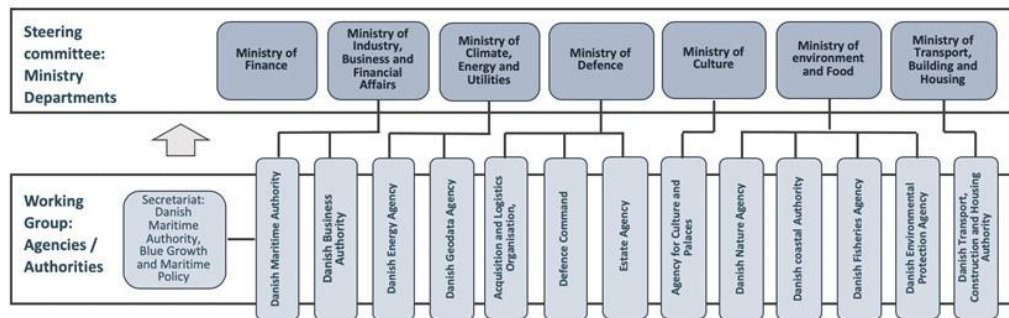 Steering
committee:
Ministry
Departments
Ministry of
Finance
Ministry of
Industry,
Business and
Financial
Affairs
Ministry of
Climate,
Energy and
Utilities
Ministry of
Defence
Ministry of
Culture
Ministry of
environment
and Food
Ministry of
Transport,
Building and
Housing
Working
Group:
Agencies /
Authorities
Secretariat:
Danish
Maritime
Authority,
Blue Growth
and Maritime
Policy
Danish Maritime Authority
Danish Business
Authority
Danish Energy Agency
Danish Geodata Agency
Acquisition and Logistics
Organisation,
Defence Command
Estate Agency
Agency for Culture and
Palaces
Danish Nature Agency
Danish coastal Authority
Danish Fisheries Agency
Danish Environmental
Protection Agency
Danish Transport,
Construction and Housing
Authority